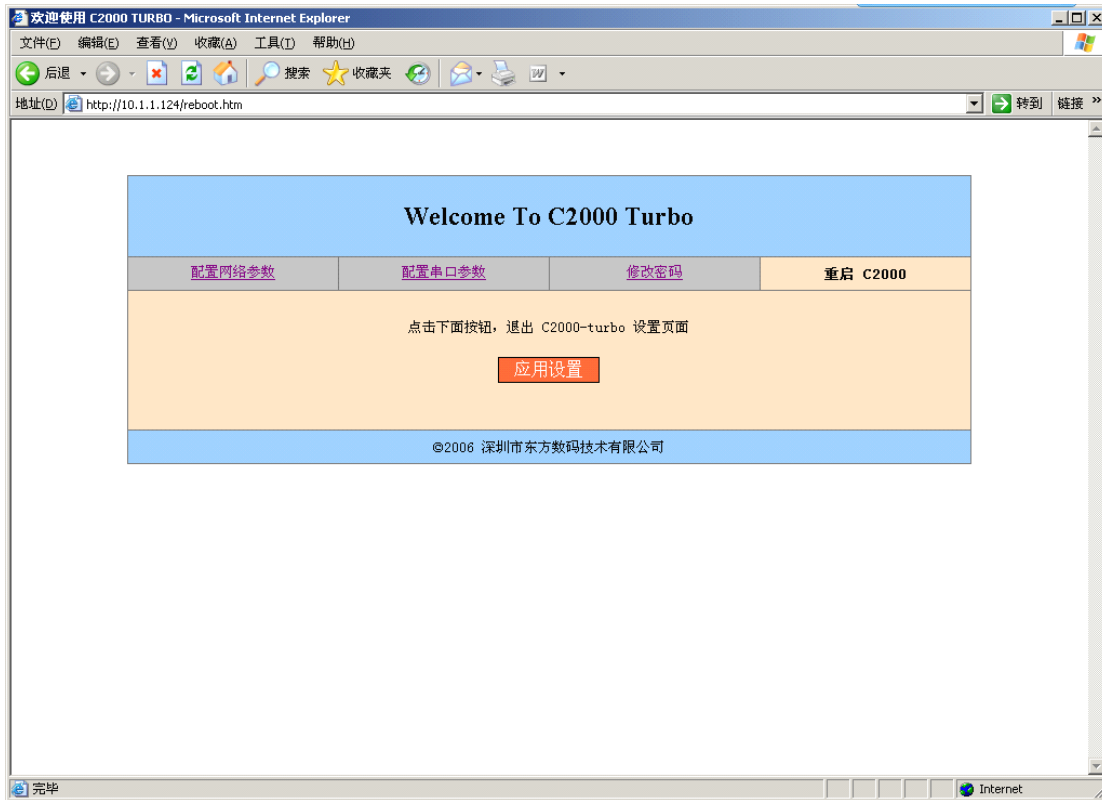 欢迎使用 C2000 TURBO - Microsoft Internet Explorer
文件(F) 编辑(E) 查看(V) 收藏(A) 工具(T) 帮助(H)
后退 搜索 收藏夹
地址(D) http://10.1.1.124/reboot.htm 转到 链接 »
Welcome To C2000 Turbo
配置网络参数 配置串口参数 修改密码 重启 C2000
点击下面按钮，退出 C2000-turbo 设置页面
应用设置
©2006 深圳市东方数码技术有限公司
完毕 Internet